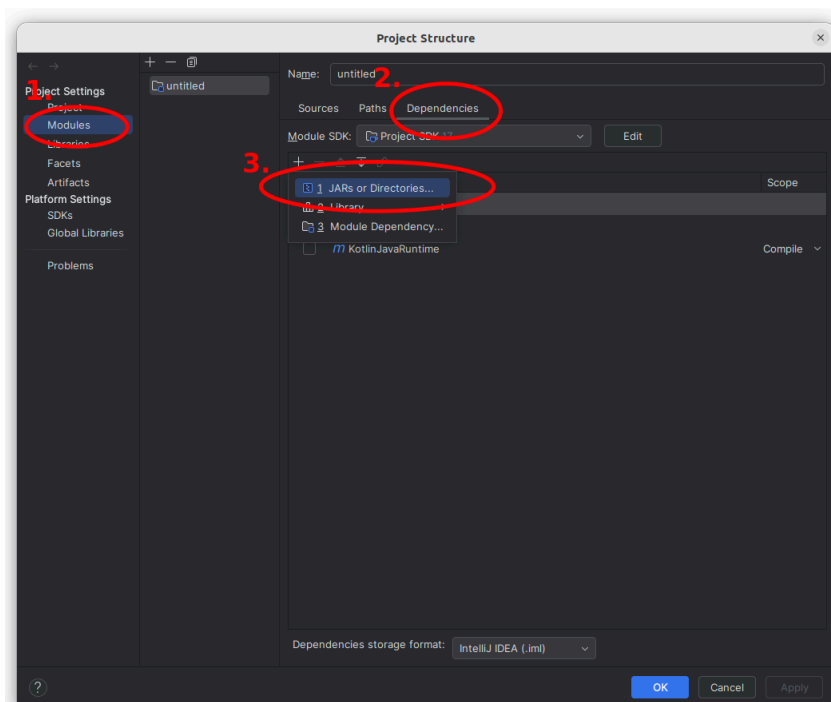 Project Structure
1.
Project Settings
Project
Modules
Libraries
Facets
Artifacts
Platform Settings
SDKs
Global Libraries
Problems
untitled
Name: untitled
2.
Sources Paths Dependencies
Module SDK: Project SDK 17 Edit
3.
Scope
1 JARs or Directories...
2 Library
3 Module Dependency...
KotlinJavaRuntime Compile
Dependencies storage format: IntelliJ IDEA (.iml)
? OK Cancel Apply